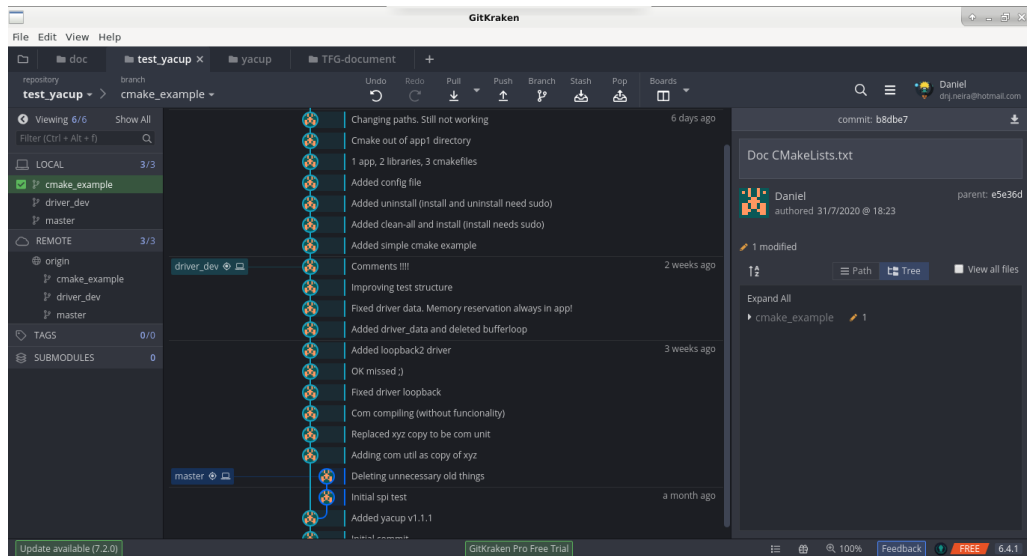 GitKraken
File Edit View Help
doc test_yacup × yacup TFG-document +
repository branch Undo Redo Pull Push Branch Stash Pop Boards
test_yacup cmake_example
Daniel
dnj.neira@hotmail.com
Viewing 6/6 Show All
Filter (Ctrl + Alt + f)
LOCAL 3/3
cmake_example
driver_dev
master
REMOTE 3/3
origin
cmake_example
driver_dev
master
TAGS 0/0
SUBMODULES 0
Changing paths. Still not working 6 days ago
Cmake out of app1 directory
1 app, 2 libraries, 3 cmakefiles
Added config file
Added uninstall (install and uninstall need sudo)
Added clean-all and install (install needs sudo)
Added simple cmake example
driver_dev Comments !!!! 2 weeks ago
Improving test structure
Fixed driver data. Memory reservation always in app!
Added driver_data and deleted bufferloop
Added loopback2 driver 3 weeks ago
OK missed ;)
Fixed driver loopback
Com compiling (without funcionality)
Replaced xyz copy to be com unit
Adding com util as copy of xyz
master Deleting unnecessary old things
Initial spi test a month ago
Added yacup v1.1.1
Initial commit
commit: b8dbe7
Doc CMakeLists.txt
Daniel parent: e5e36d
authored 31/7/2020 @ 18:23
1 modified
Path Tree View all files
Expand All
cmake_example 1
Update available (7.2.0) GitKraken Pro Free Trial 100% Feedback FREE 6.4.1